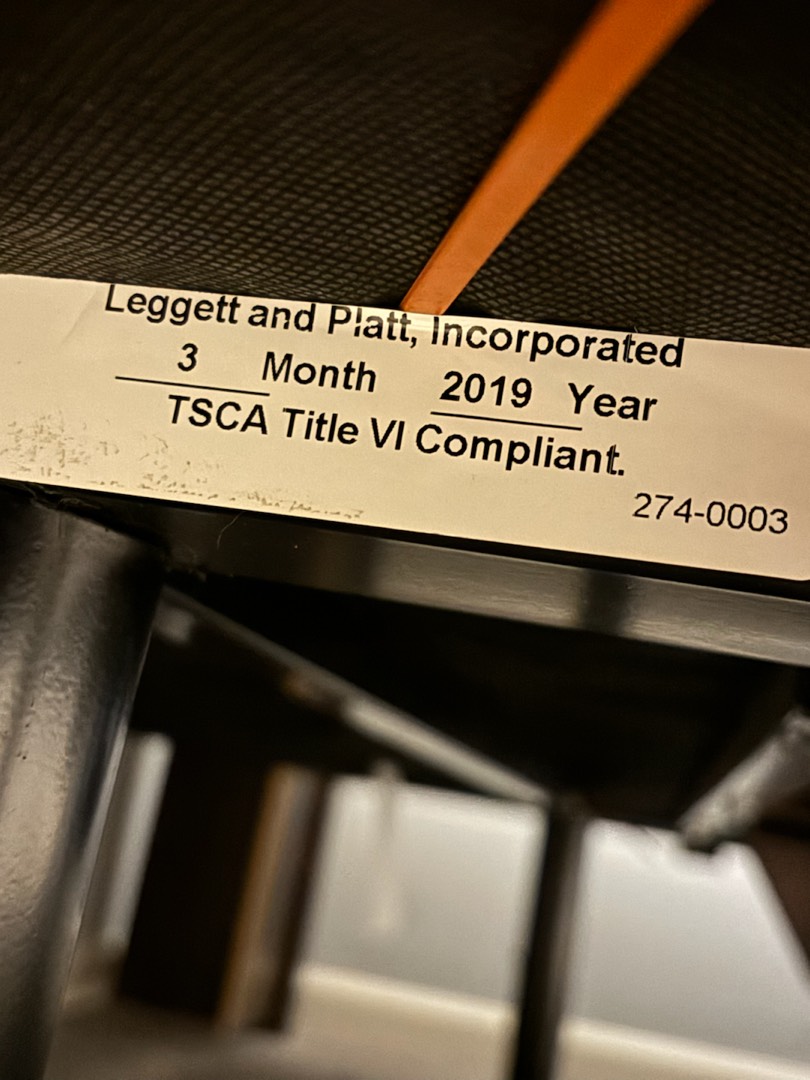 Leggett and Platt, Incorporated
3 Month 2019 Year
TSCA Title VI Compliant.
274-0003